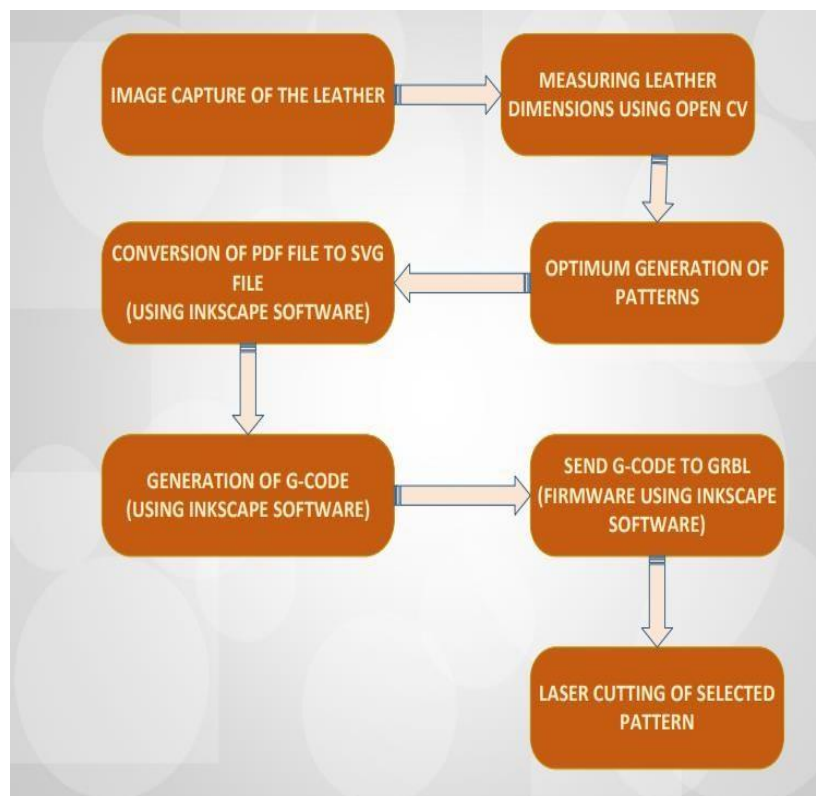 IMAGE CAPTURE OF THE LEATHER
MEASURING LEATHER
DIMENSIONS USING OPEN CV
OPTIMUM GENERATION OF
PATTERNS
CONVERSION OF PDF FILE TO SVG
FILE
(USING INKSCAPE SOFTWARE)
GENERATION OF G-CODE
(USING INKSCAPE SOFTWARE)
SEND G-CODE TO GRBL
(FIRMWARE USING INKSCAPE
SOFTWARE)
LASER CUTTING OF SELECTED
PATTERN